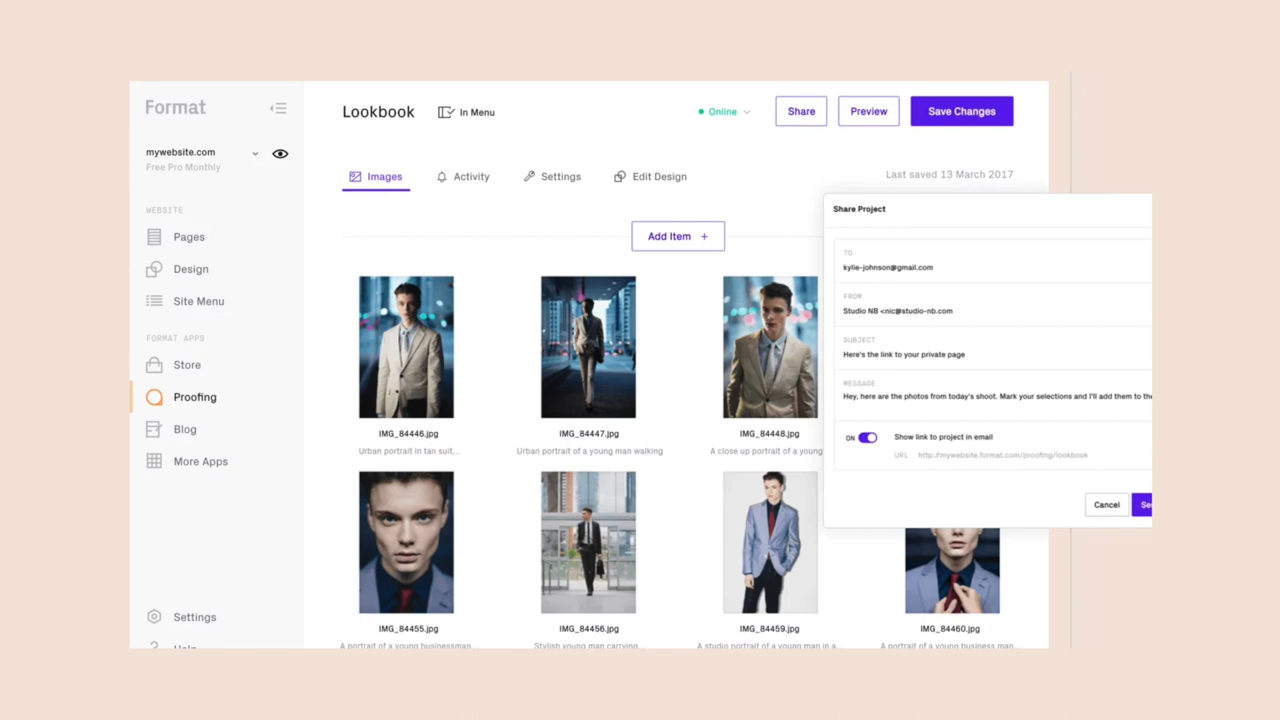 Format
Lookbook
In Menu
Online
Share
Preview
Save Changes
mywebsite.com
Free Pro Monthly
Images
Activity
Settings
Edit Design
Last saved 13 March 2017
WEBSITE
Pages
Design
Site Menu
FORMAT APPS
Store
Proofing
Blog
More Apps
Settings
Add Item +
IMG_84446.jpg
Urban portrait in tan suit...
IMG_84447.jpg
Urban portrait of a young man walking
IMG_84448.jpg
A close up portrait of a young
IMG_84455.jpg
A portrait of a young businessman...
IMG_84456.jpg
Stylish young man carrying...
IMG_84459.jpg
A studio portrait of a young man in a...
IMG_84460.jpg
A portrait of a young business man...
Share Project
TO
kylie-johnson@gmail.com
FROM
Studio NB <nic@studio-nb.com
SUBJECT
Here's the link to your private page
MESSAGE
Hey, here are the photos from today's shoot. Mark your selections and I'll add them to
ON
Show link to project in email
URL http://mywebsite.format.com/proofing/lookbook
Cancel